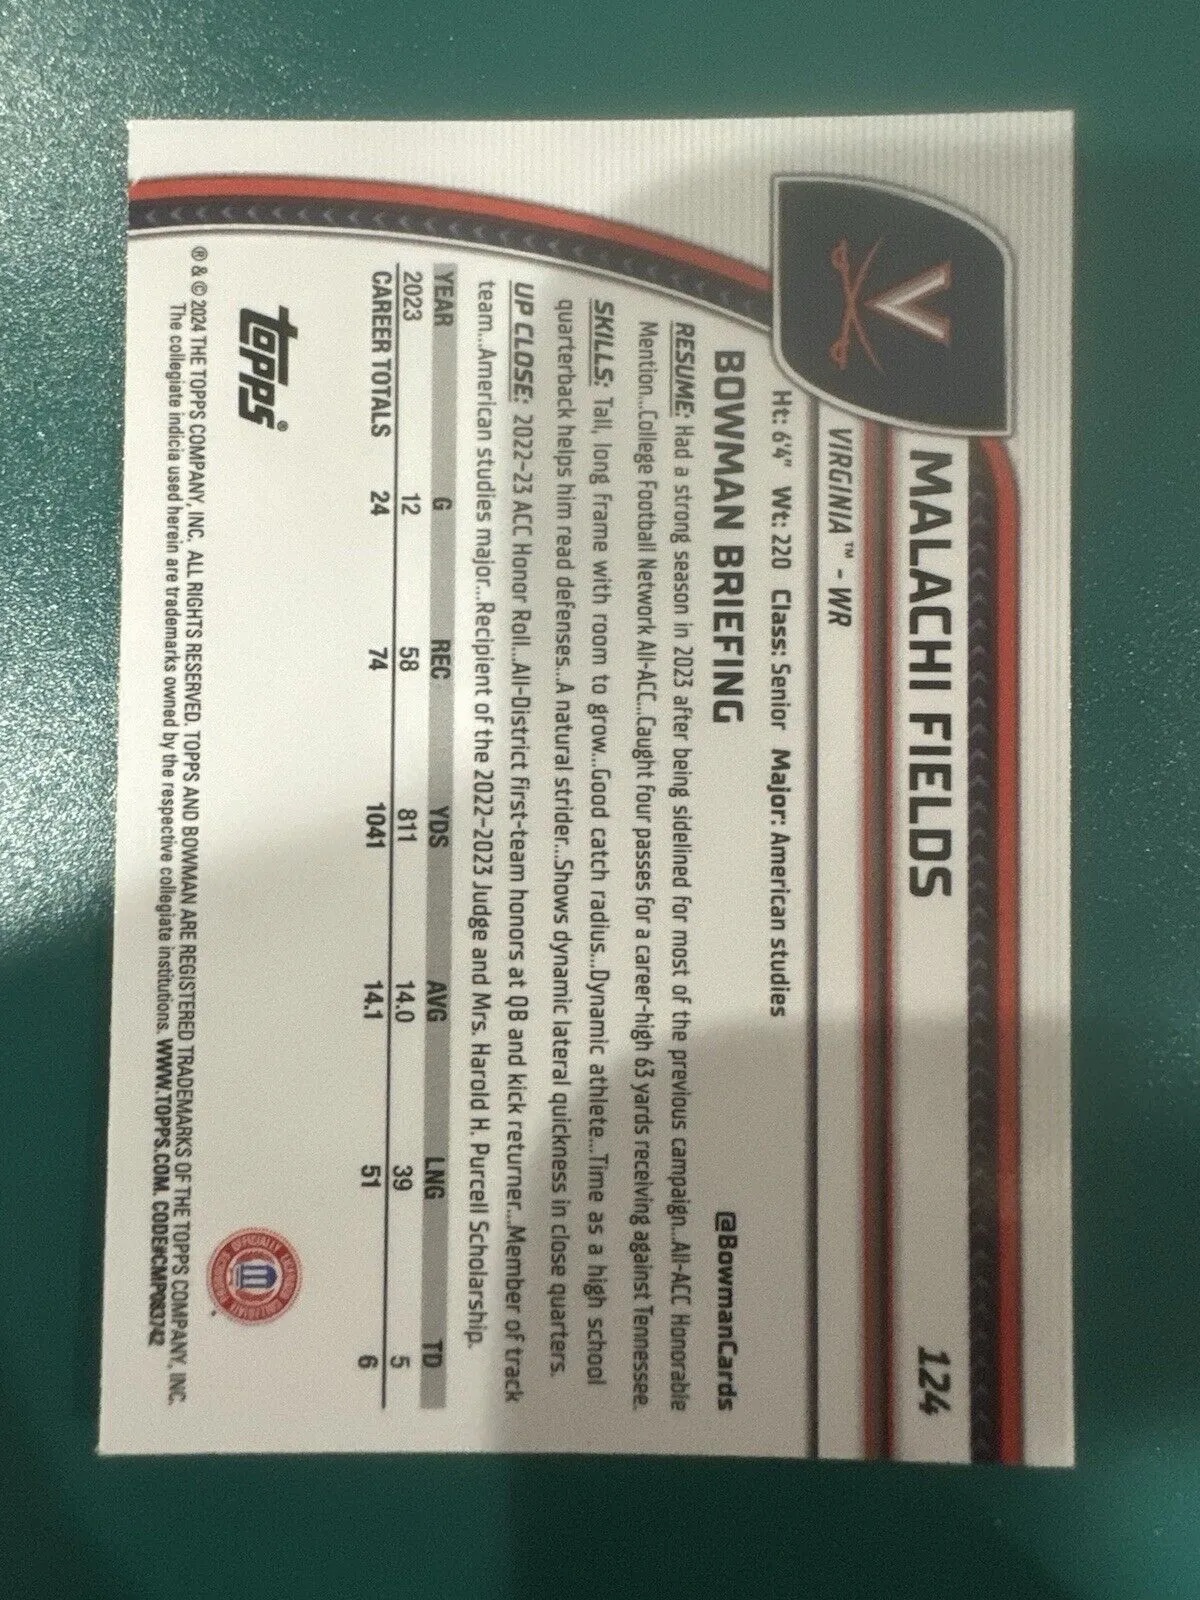 MALACHI FIELDS 124
VIRGINIA™ - WR
Ht: 6'4" Wt: 220 Class: Senior Major: American studies
BOWMAN BRIEFING @BowmanCards
RESUME: Had a strong season in 2023 after being sidelined for most of the previous campaign...All-ACC Honorable
Mention...College Football Network All-ACC...Caught four passes for a career-high 63 yards receiving against Tennessee.
SKILLS: Tall, long frame with room to grow...Good catch radius...Dynamic athlete...Time as a high school
quarterback helps him read defenses...A natural strider...Shows dynamic lateral quickness in close quarters.
UP CLOSE: 2022-23 ACC Honor Roll...All-District first-team honors at QB and kick returner...Member of track
team...American studies major...Recipient of the 2022-2023 Judge and Mrs. Harold H. Purcell Scholarship.
YEAR G REC YDS AVG LNG TD
2023 12 58 811 14.0 39 5
CAREER TOTALS 24 74 1041 14.1 51 6
topps®
® & © 2024 THE TOPPS COMPANY, INC. ALL RIGHTS RESERVED. TOPPS AND BOWMAN ARE REGISTERED TRADEMARKS OF THE TOPPS COMPANY, INC.
The collegiate indicia used herein are trademarks owned by the respective collegiate institutions. WWW.TOPPS.COM. CODE#CMP083742
OFFICIALLY LICENSED COLLEGIATE PRODUCTS